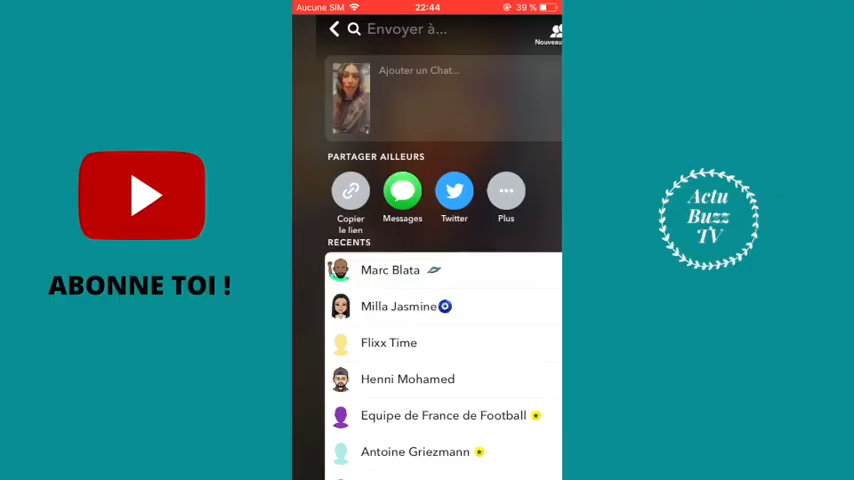 Aucune SIM
22:44
39 %
Envoyer à...
Nouveau
Ajouter un Chat...
PARTAGER AILLEURS
Copier
le lien
Messages
Twitter
Plus
RECENTS
Marc Blata
Milla Jasmine
Flixx Time
Henni Mohamed
Equipe de France de Football
Antoine Griezmann
ABONNE TOI !
Actu
Buzz
TV